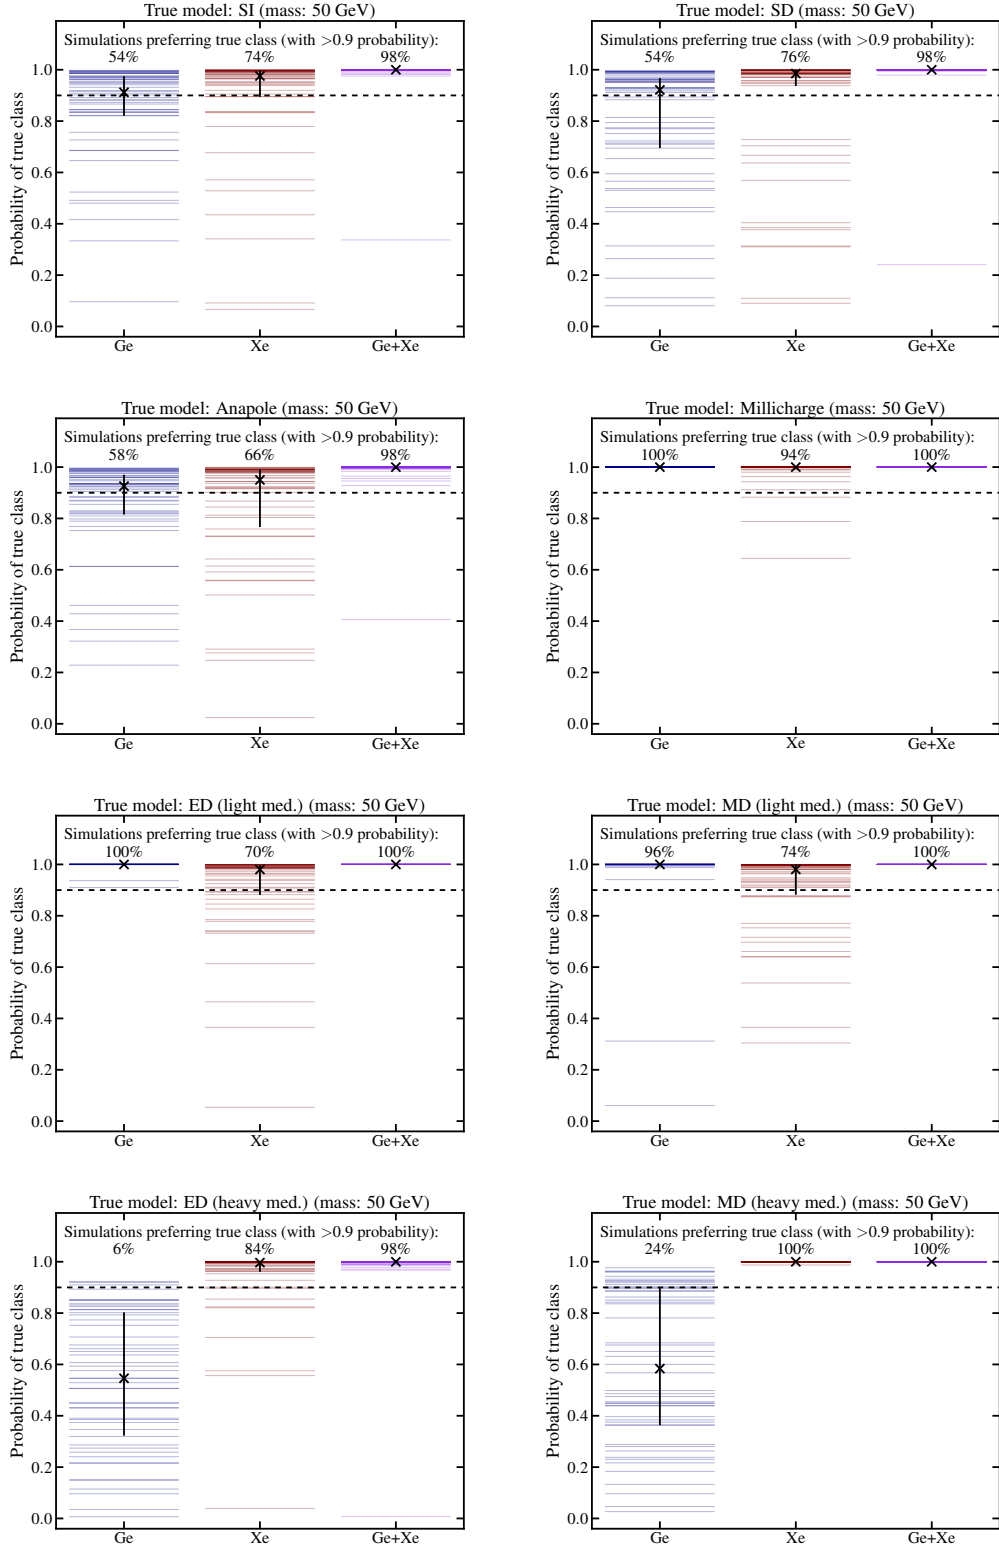 True model: SI (mass: 50 GeV)
Simulations preferring true class (with >0.9 probability):
54% 74% 98%
Probability of true class
1.0
0.8
0.6
0.4
0.2
0.0
Ge Xe Ge+Xe
True model: SD (mass: 50 GeV)
Simulations preferring true class (with >0.9 probability):
54% 76% 98%
Probability of true class
1.0
0.8
0.6
0.4
0.2
0.0
Ge Xe Ge+Xe
True model: Anapole (mass: 50 GeV)
Simulations preferring true class (with >0.9 probability):
58% 66% 98%
Probability of true class
1.0
0.8
0.6
0.4
0.2
0.0
Ge Xe Ge+Xe
True model: Millicharge (mass: 50 GeV)
Simulations preferring true class (with >0.9 probability):
100% 94% 100%
Probability of true class
1.0
0.8
0.6
0.4
0.2
0.0
Ge Xe Ge+Xe
True model: ED (light med.) (mass: 50 GeV)
Simulations preferring true class (with >0.9 probability):
100% 70% 100%
Probability of true class
1.0
0.8
0.6
0.4
0.2
0.0
Ge Xe Ge+Xe
True model: MD (light med.) (mass: 50 GeV)
Simulations preferring true class (with >0.9 probability):
96% 74% 100%
Probability of true class
1.0
0.8
0.6
0.4
0.2
0.0
Ge Xe Ge+Xe
True model: ED (heavy med.) (mass: 50 GeV)
Simulations preferring true class (with >0.9 probability):
6% 84% 98%
Probability of true class
1.0
0.8
0.6
0.4
0.2
0.0
Ge Xe Ge+Xe
True model: MD (heavy med.) (mass: 50 GeV)
Simulations preferring true class (with >0.9 probability):
24% 100% 100%
Probability of true class
1.0
0.8
0.6
0.4
0.2
0.0
Ge Xe Ge+Xe